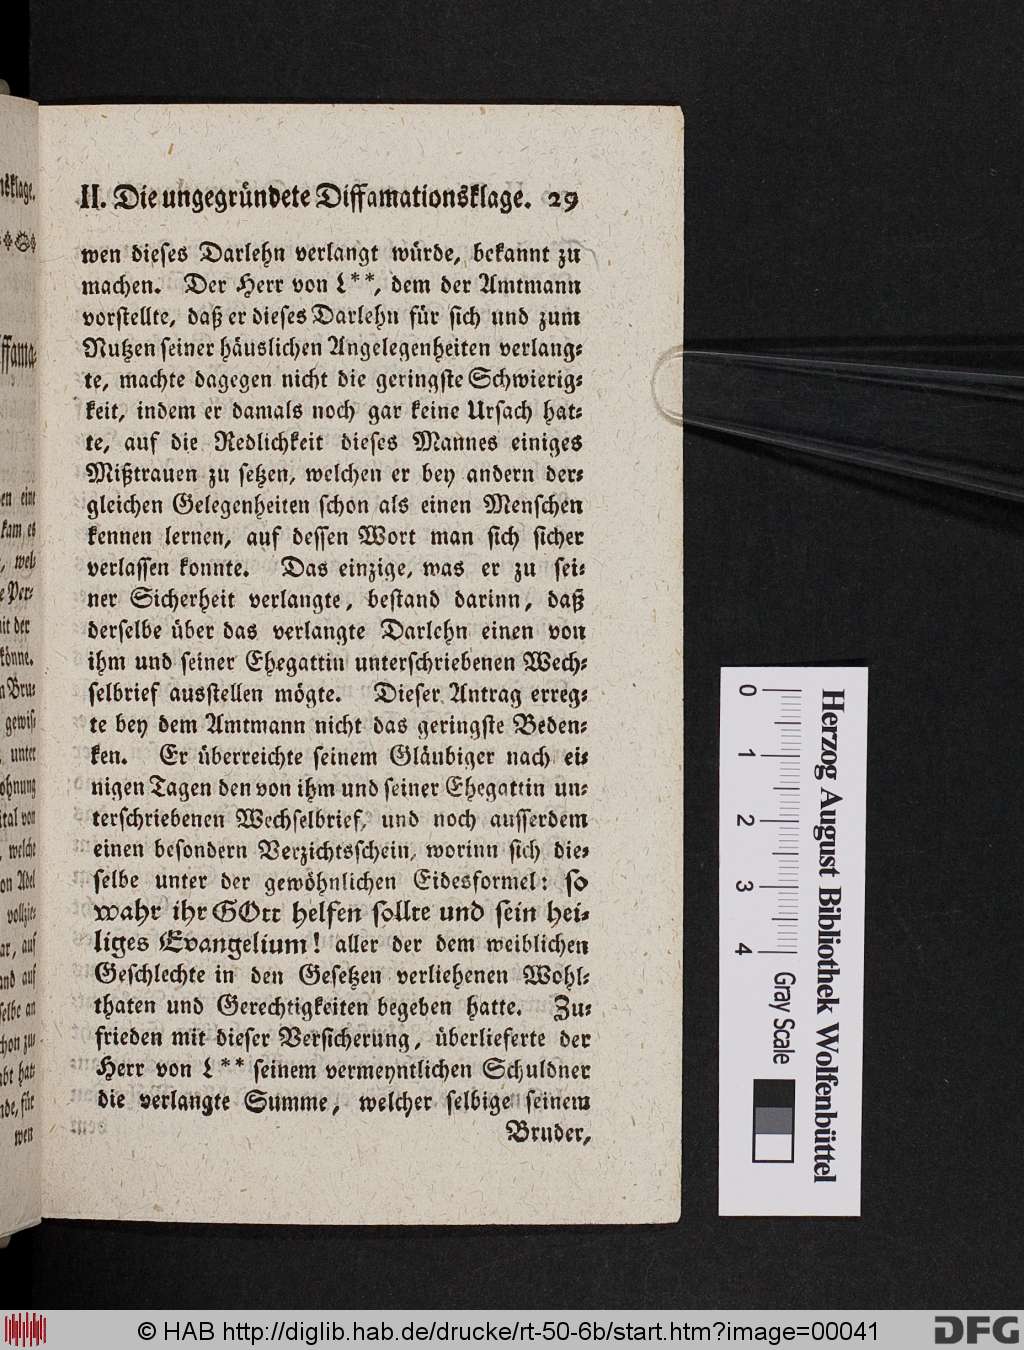 II. Die ungegründete Diffamationsklage. 29
wen dieses Darlehn verlangt würde, bekannt zu
machen. Der Herr von L**, dem der Amtmann
vorstellte, daß er dieses Darlehn für sich und zum
Nutzen seiner häuslichen Angelegenheiten verlang-
te, machte dagegen nicht die geringste Schwierig-
keit, indem er damals noch gar keine Ursach hat-
te, auf die Redlichkeit dieses Mannes einiges
Mißtrauen zu setzen, welchen er bey andern der-
gleichen Gelegenheiten schon als einen Menschen
kennen lernen, auf dessen Wort man sich sicher
verlassen konnte. Das einzige, was er zu sei-
ner Sicherheit verlangte, bestand darinn, daß
derselbe über das verlangte Darlehn einen von
ihm und seiner Ehegattin unterschriebenen Wech-
selbrief ausstellen mögte. Dieser Antrag erreg-
te bey dem Amtmann nicht das geringste Beden-
ken. Er überreichte seinem Gläubiger nach ei-
nigen Tagen den von ihm und seiner Ehegattin un-
terschriebenen Wechselbrief, und noch ausserdem
einen besondern Verzichtsschein, worinn sich die-
selbe unter der gewöhnlichen Eidesformel: so
wahr ihr GOtt helfen sollte und sein hei-
liges Evangelium! aller der dem weiblichen
Geschlechte in den Gesetzen verliehenen Wohl-
thaten und Gerechtigkeiten begeben hatte. Zu-
frieden mit dieser Versicherung, überlieferte der
Herr von L** seinem vermeyntlichen Schuldner
die verlangte Summe, welcher selbige seinem
Bruder,
0 1 2 3 4
Gray Scale
Herzog August Bibliothek Wolfenbüttel
© HAB http://diglib.hab.de/drucke/rt-50-6b/start.htm?image=00041
DFG